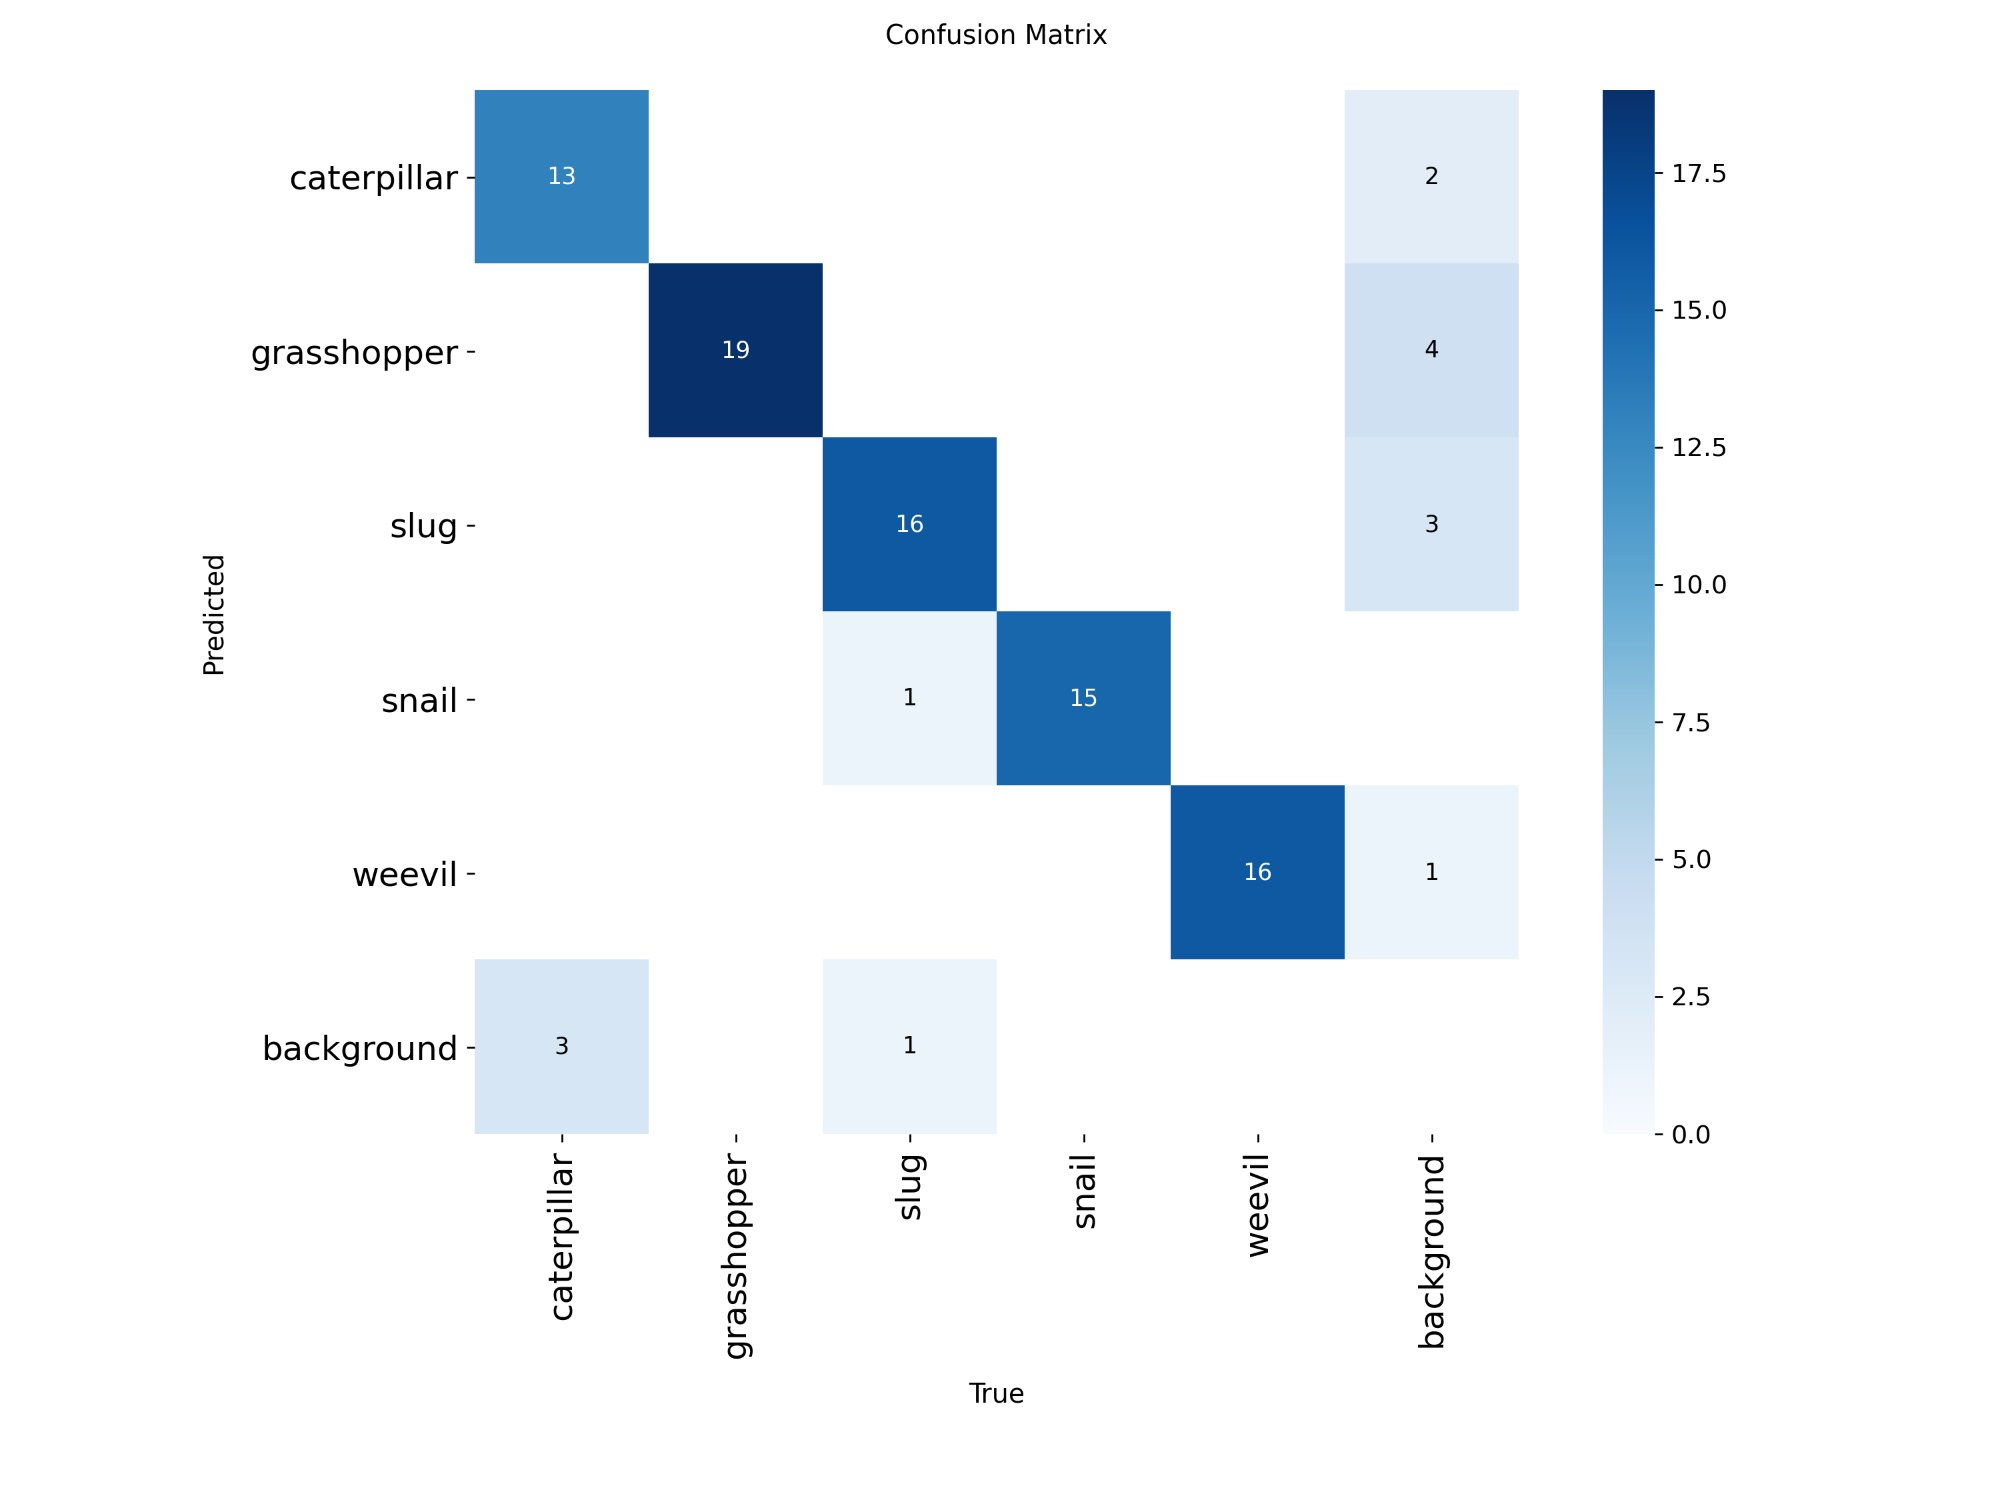 Confusion Matrix
caterpillar
13
2
17.5
15.0
grasshopper
19
4
12.5
slug
16
3
10.0
Predicted
snail
1
15
7.5
weevil
16
1
5.0
2.5
background
3
1
0.0
caterpillar
grasshopper
slug
snail
weevil
background
True